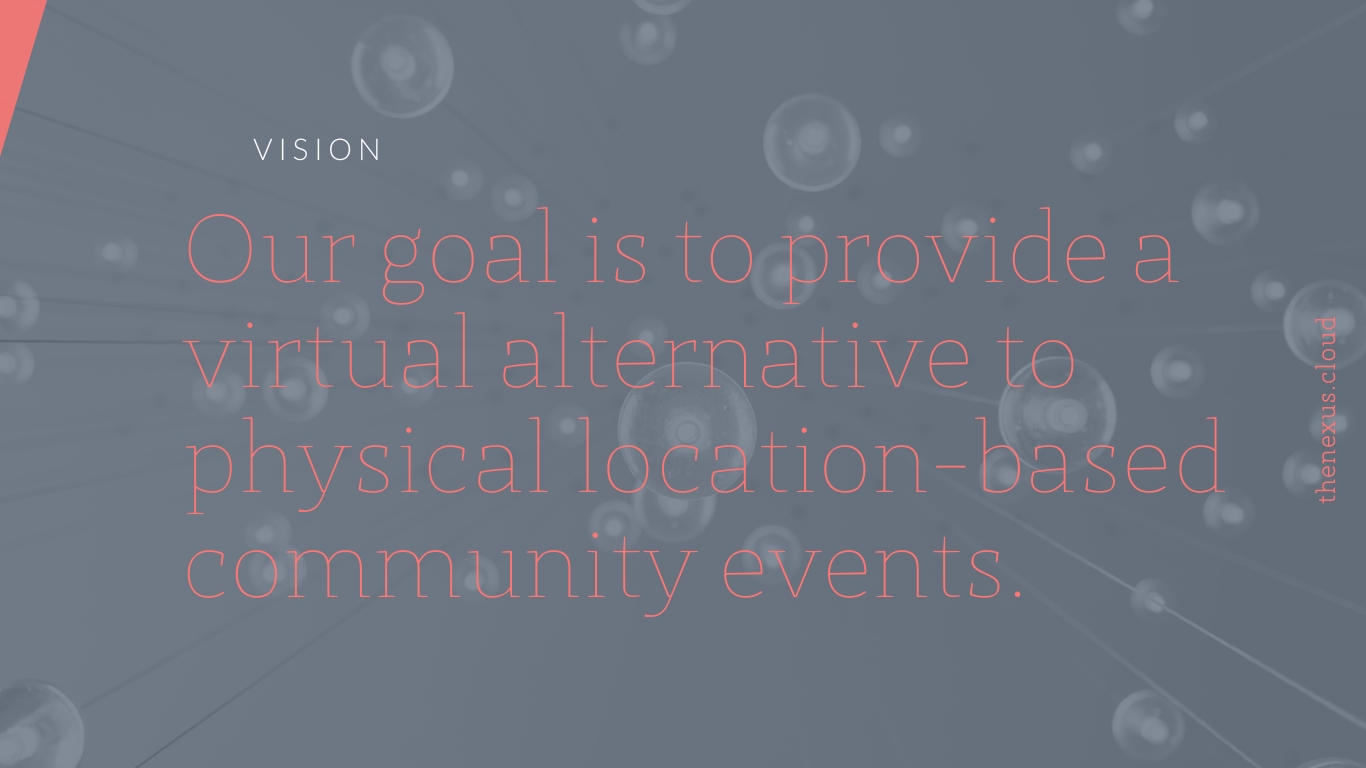 VISION
Our goal is to provide a
virtual alternative to
physical location-based
community events.
thenexus.cloud